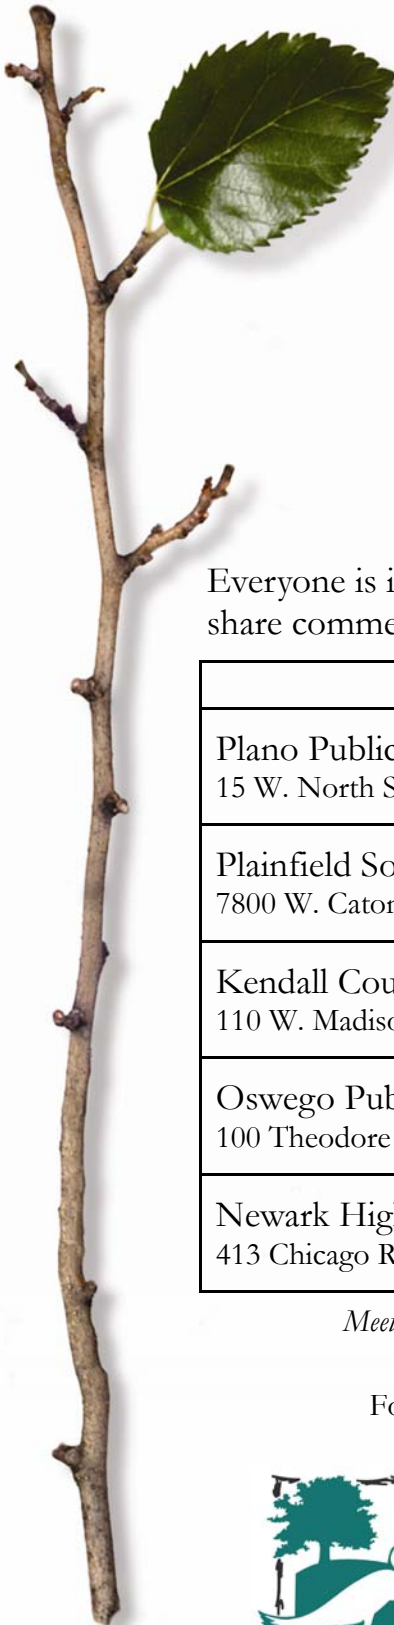 Everyone is i
share comme
Plano Public
15 W. North S
Plainfield So
7800 W. Caton
Kendall Cou
110 W. Madiso
Oswego Pub
100 Theodore
Newark Hig
413 Chicago R
Meet
Fo